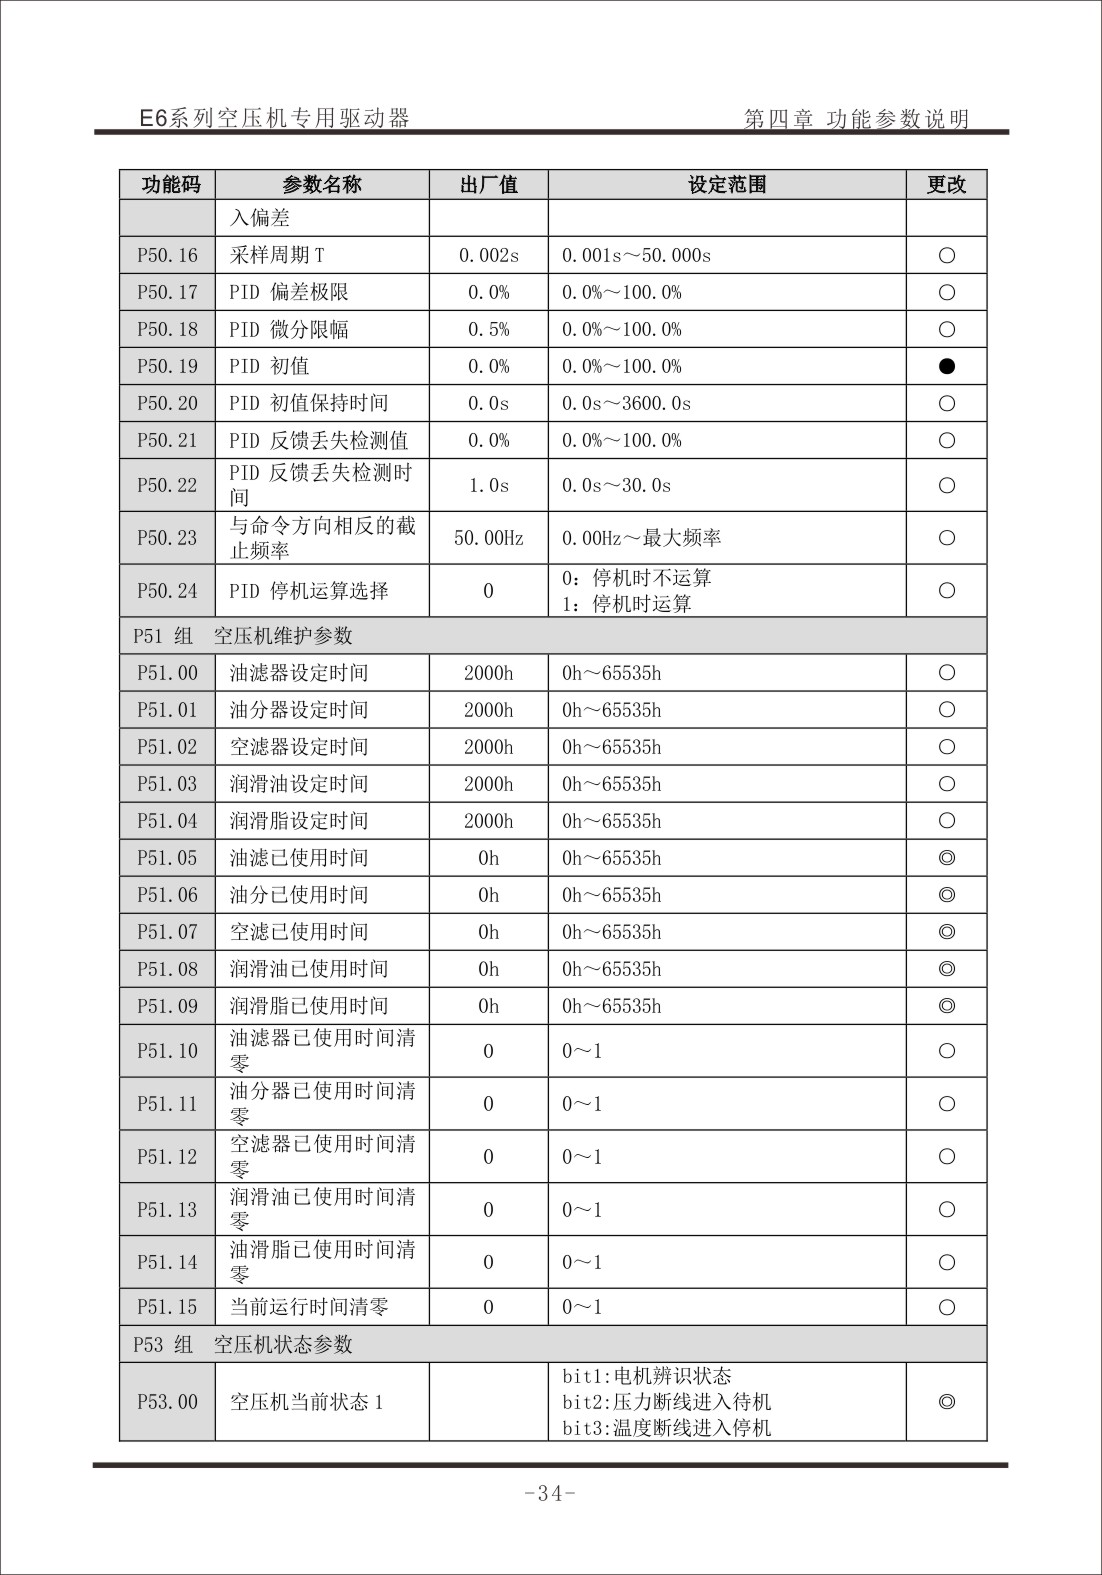 E6系列空压机专用驱动器 第四章 功能参数说明
功能码 参数名称 出厂值 设定范围 更改
入偏差
P50.16 采样周期T 0.002s 0.001s～50.000s ○
P50.17 PID 偏差极限 0.0% 0.0%～100.0% ○
P50.18 PID 微分限幅 0.5% 0.0%～100.0% ○
P50.19 PID 初值 0.0% 0.0%～100.0% ●
P50.20 PID 初值保持时间 0.0s 0.0s～3600.0s ○
P50.21 PID 反馈丢失检测值 0.0% 0.0%～100.0% ○
P50.22 PID 反馈丢失检测时
间 1.0s 0.0s～30.0s ○
P50.23 与命令方向相反的截
止频率 50.00Hz 0.00Hz～最大频率 ○
P50.24 PID 停机运算选择 0 0：停机时不运算
1：停机时运算 ○
P51 组 空压机维护参数
P51.00 油滤器设定时间 2000h 0h～65535h ○
P51.01 油分器设定时间 2000h 0h～65535h ○
P51.02 空滤器设定时间 2000h 0h～65535h ○
P51.03 润滑油设定时间 2000h 0h～65535h ○
P51.04 润滑脂设定时间 2000h 0h～65535h ○
P51.05 油滤已使用时间 0h 0h～65535h ◎
P51.06 油分已使用时间 0h 0h～65535h ◎
P51.07 空滤已使用时间 0h 0h～65535h ◎
P51.08 润滑油已使用时间 0h 0h～65535h ◎
P51.09 润滑脂已使用时间 0h 0h～65535h ◎
P51.10 油滤器已使用时间清
零 0 0～1 ○
P51.11 油分器已使用时间清
零 0 0～1 ○
P51.12 空滤器已使用时间清
零 0 0～1 ○
P51.13 润滑油已使用时间清
零 0 0～1 ○
P51.14 油滑脂已使用时间清
零 0 0～1 ○
P51.15 当前运行时间清零 0 0～1 ○
P53 组 空压机状态参数
P53.00 空压机当前状态1 bit1:电机辨识状态
bit2:压力断线进入待机
bit3:温度断线进入停机 ◎
-34-